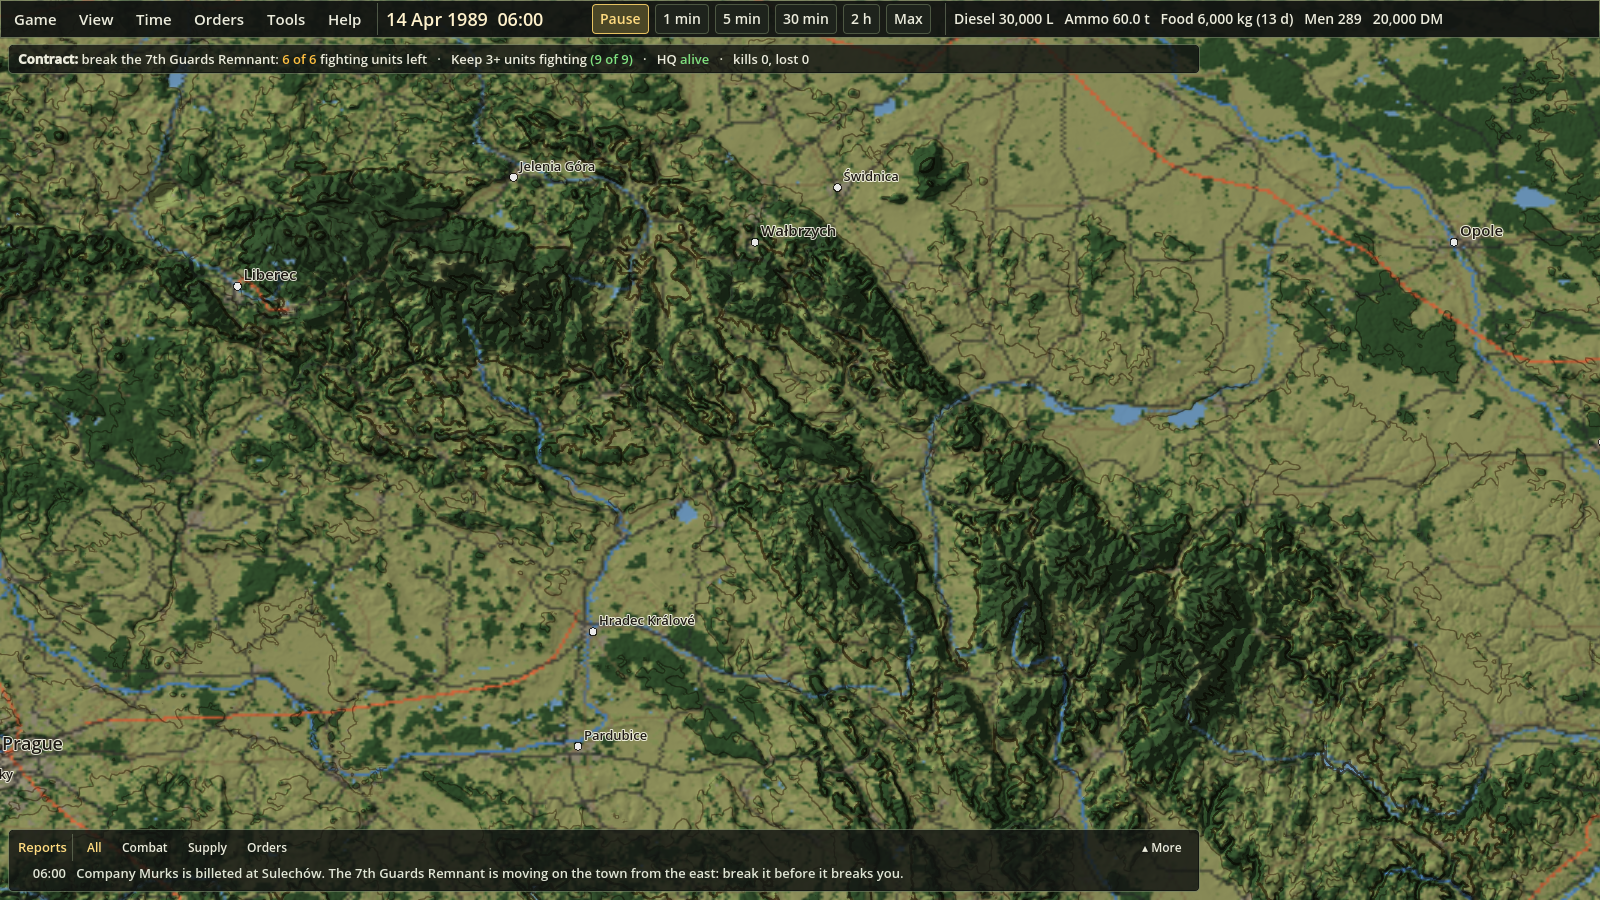 Game View Time Orders Tools Help 14 Apr 1989 06:00 Pause 1 min 5 min 30 min 2 h Max Diesel 30,000 L Ammo 60.0 t Food 6,000 kg (13 d) Men 289 20,000 DM
Contract: break the 7th Guards Remnant: 6 of 6 fighting units left · Keep 3+ units fighting (9 of 9) · HQ alive · kills 0, lost 0
Jelenia Góra
Świdnica
Wałbrzych
Opole
Liberec
Hradec Králové
Pardubice
Prague
ky
Reports All Combat Supply Orders ▴ More
06:00 Company Murks is billeted at Sulechów. The 7th Guards Remnant is moving on the town from the east: break it before it breaks you.